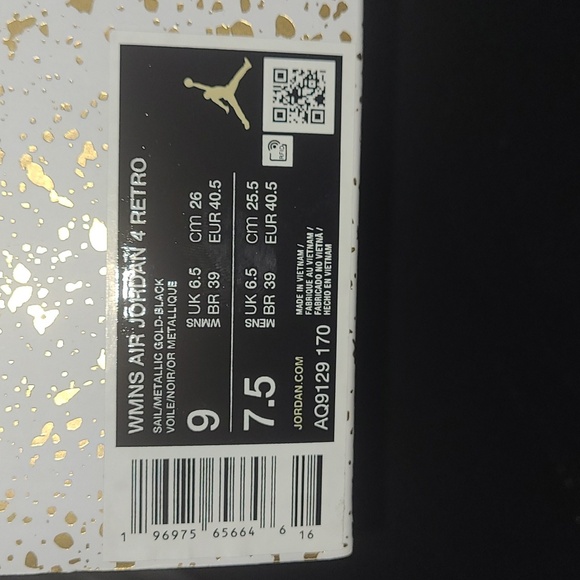 WMNS AIR JORDAN 4 RETRO
SAIL/METALLIC GOLD-BLACK
VOILE/NOIR/OR METALLIQUE
9
WMNS
UK 6.5 cm 26
BR 39 EUR 40.5
7.5
MENS
UK 6.5 cm 25.5
BR 39 EUR 40.5
JORDAN.COM
AQ9129 170
MADE IN VIETNAM /
FABRIQUE AU VIETNAM /
FABRICADO NO VIETNÃ /
HECHO EN VIETNAM
1 96975 65664 6 16